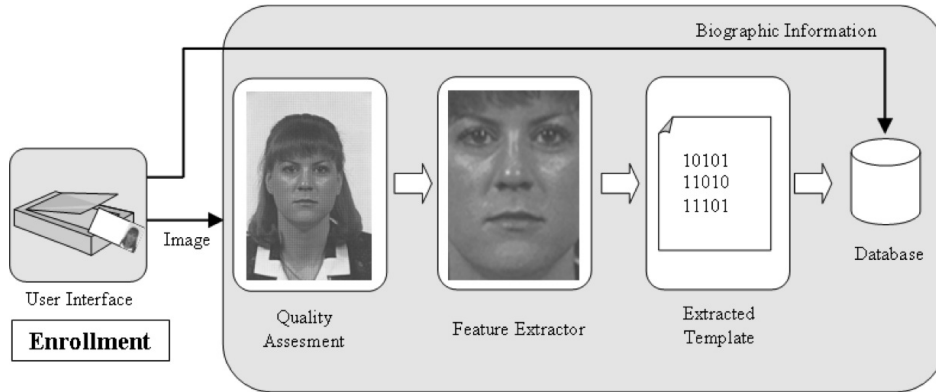 Biographic Information
10101
11010
11101
Image
Database
User Interface
Quality
Assesment
Feature Extractor
Extracted
Template
Enrollment